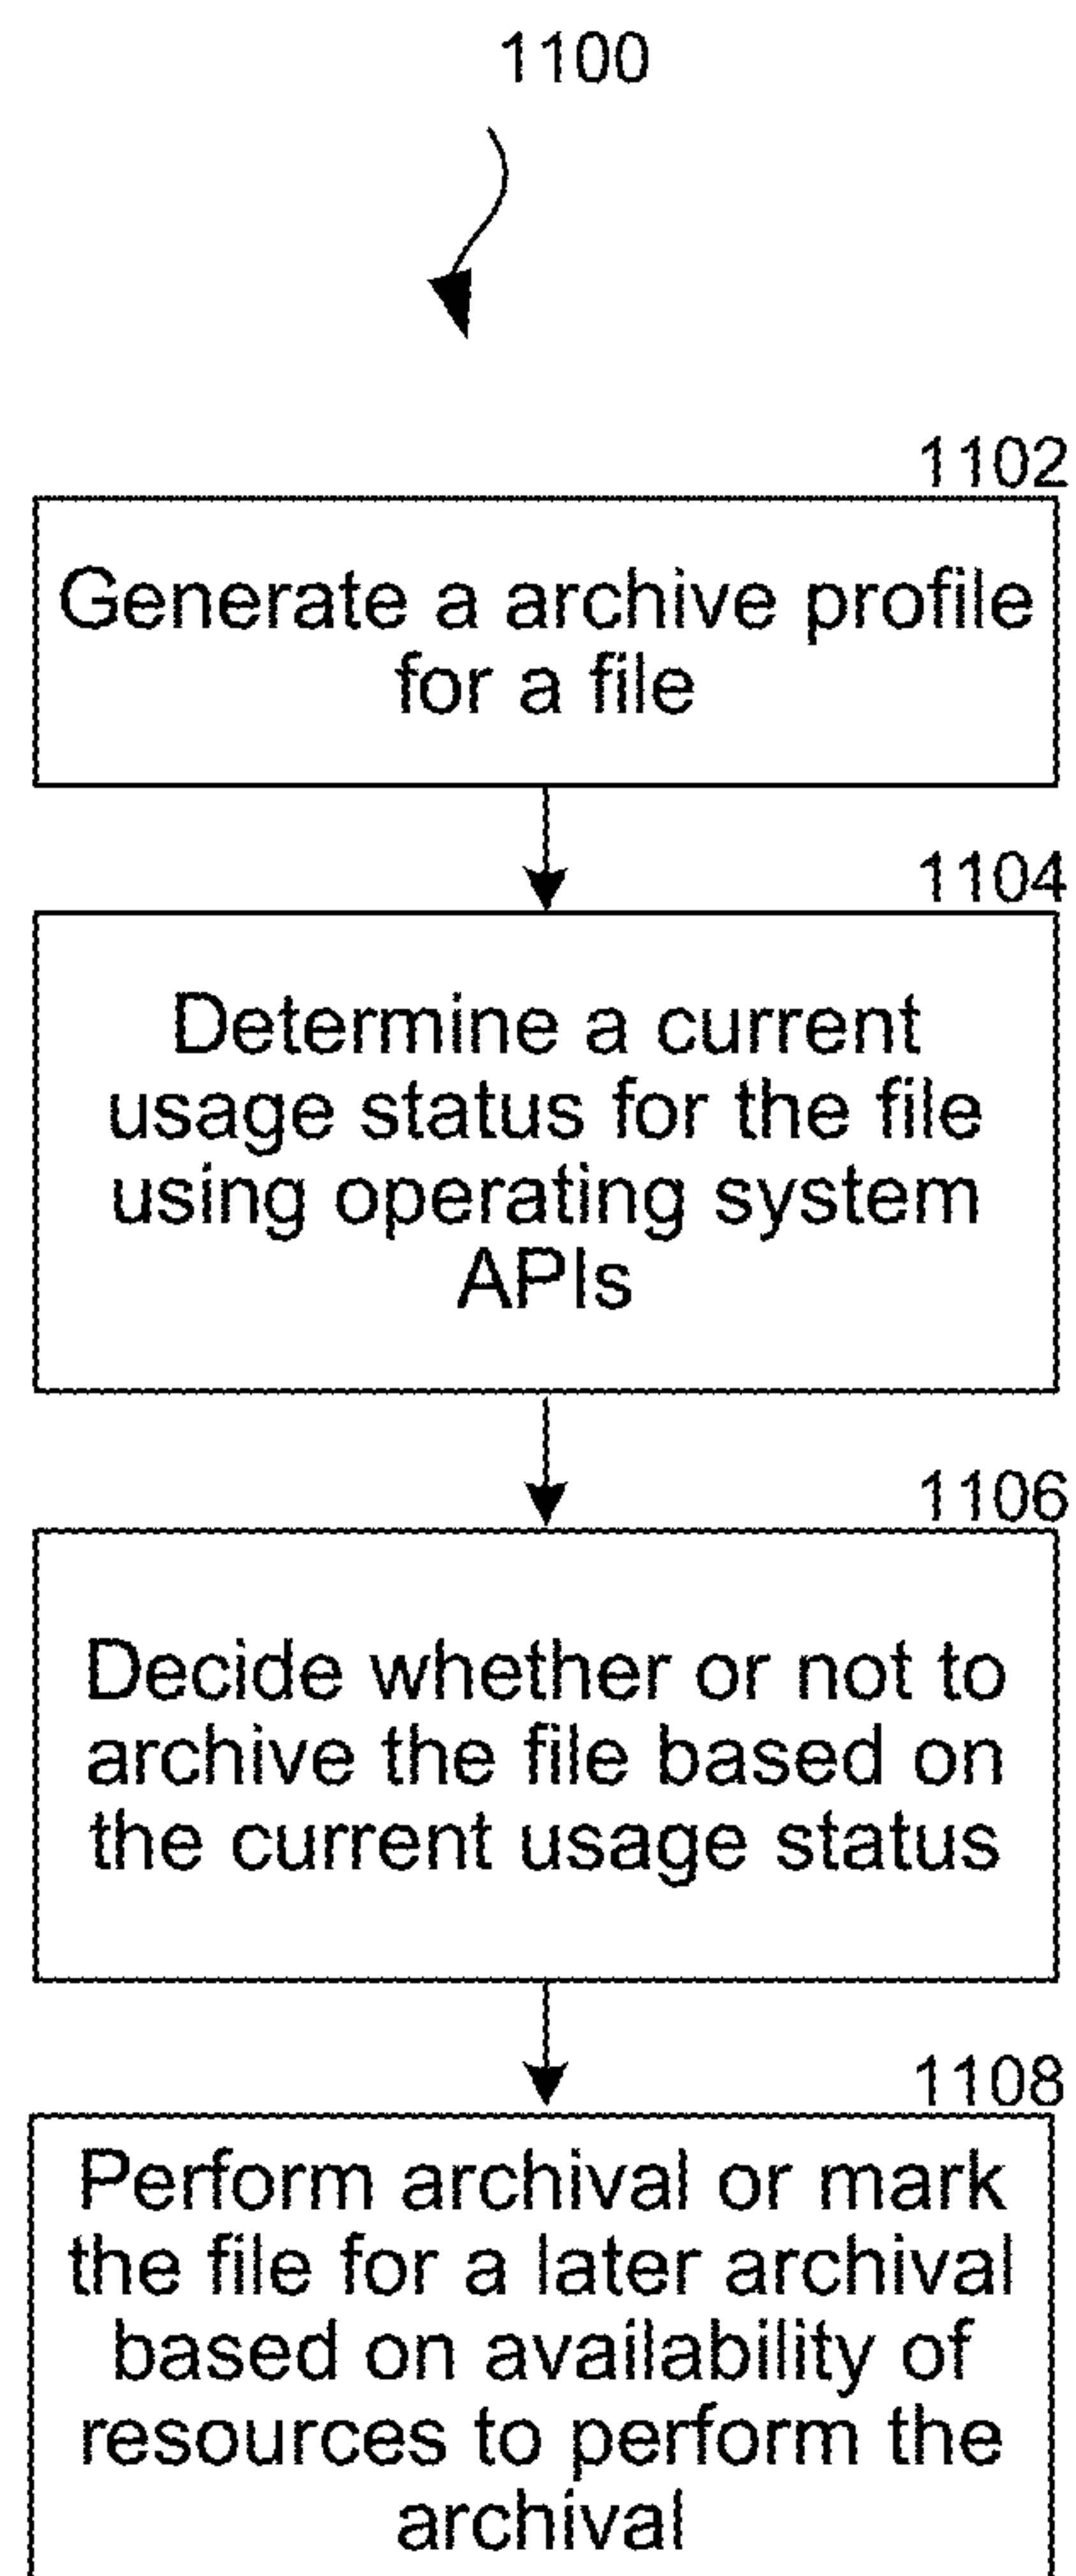 1100
1102
Generate a archive profile
for a file
1104
Determine a current
usage status for the file
using operating system
APIs
1106
Decide whether or not to
archive the file based on
the current usage status
1108
Perform archival or mark
the file for a later archival
based on availability of
resources to perform the
archival